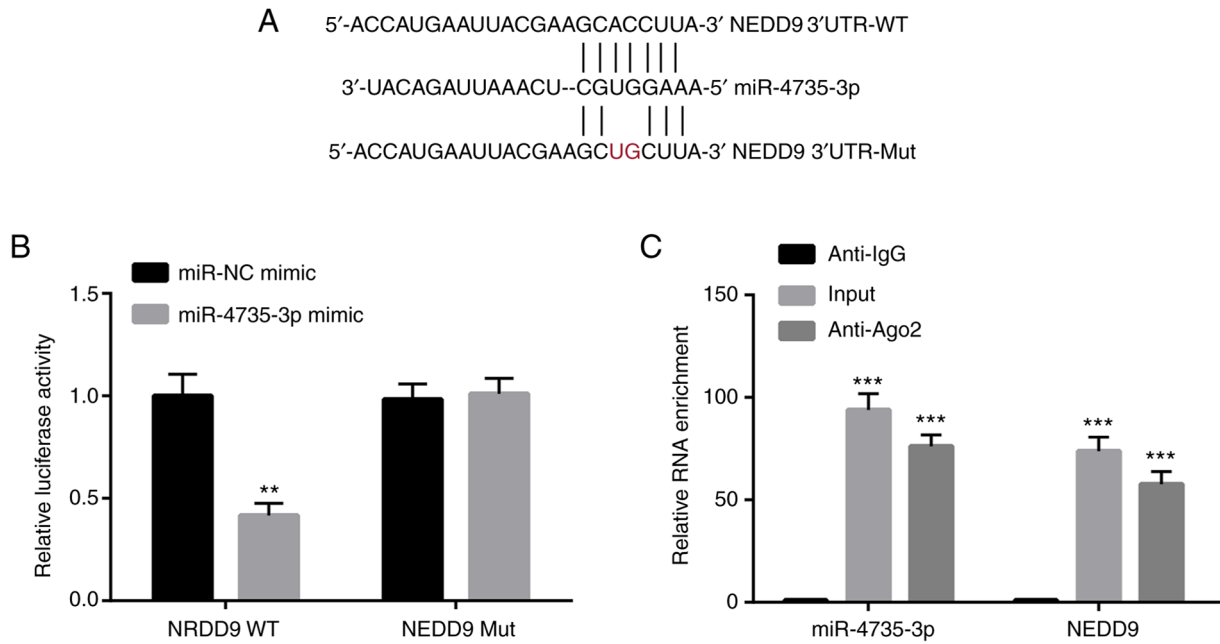 A
5′-ACCAUGAAUUACGAAGCACCUUA-3′ NEDD9 3′UTR-WT
3′-UACAGAUUAAACU--CGUGGAAA-5′ miR-4735-3p
5′-ACCAUGAAUUACGAAGCUGCUUA-3′ NEDD9 3′UTR-Mut
B
miR-NC mimic
miR-4735-3p mimic
Relative luciferase activity
1.5
1.0
0.5
0.0
**
NRDD9 WT
NEDD9 Mut
C
Anti-IgG
Input
Anti-Ago2
Relative RNA enrichment
150
100
50
0
***
***
***
***
miR-4735-3p
NEDD9